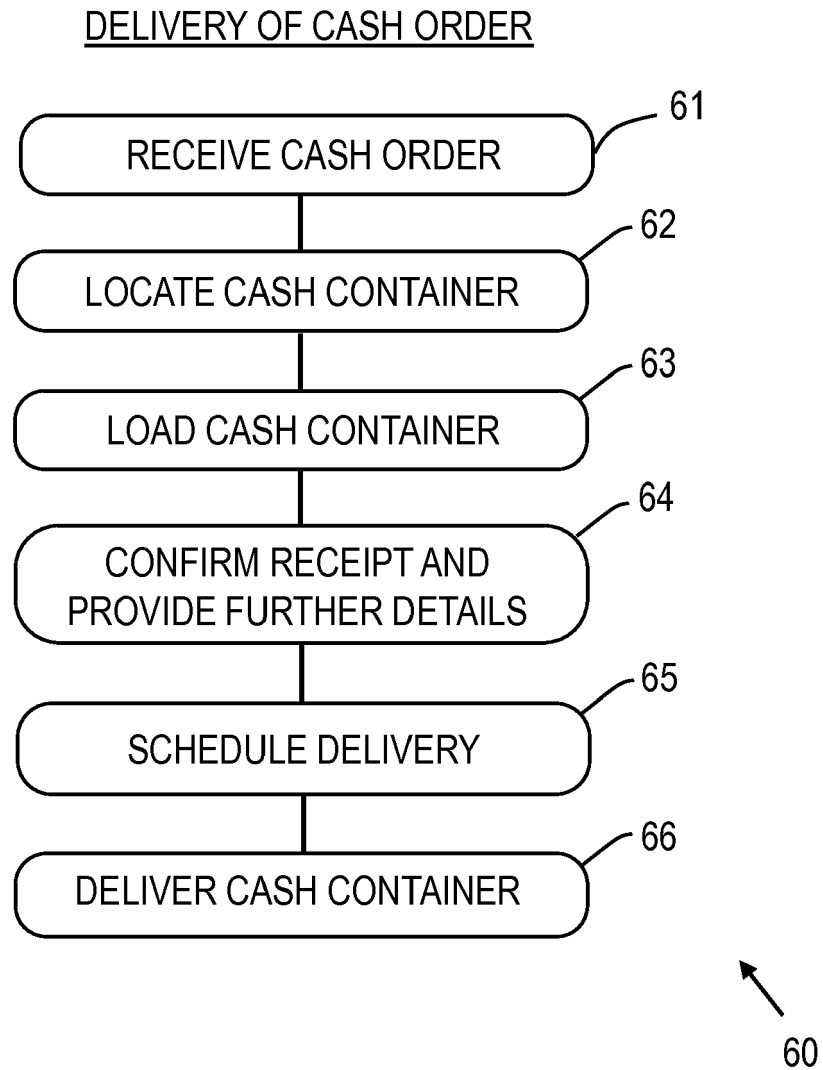 DELIVERY OF CASH ORDER
61
RECEIVE CASH ORDER
62
LOCATE CASH CONTAINER
63
LOAD CASH CONTAINER
64
CONFIRM RECEIPT AND
PROVIDE FURTHER DETAILS
65
SCHEDULE DELIVERY
66
DELIVER CASH CONTAINER
60